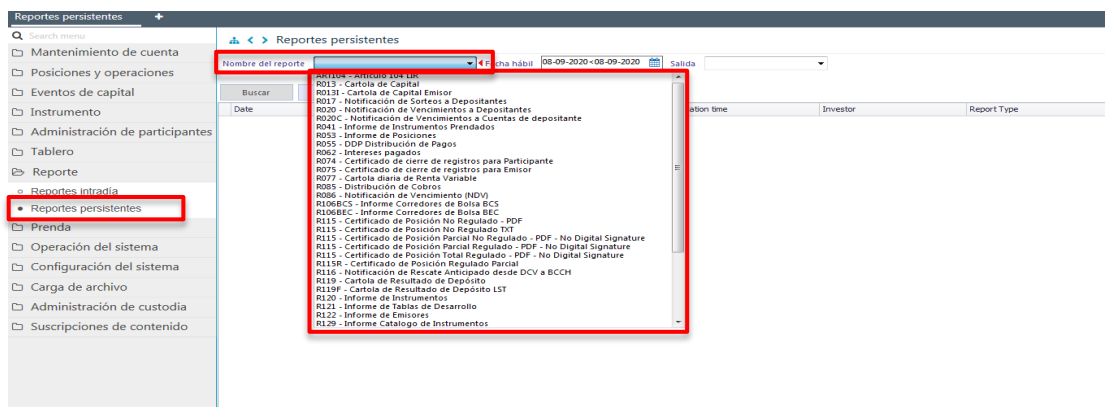 Reportes persistentes +
Search menu
Mantenimiento de cuenta
Posiciones y operaciones
Eventos de capital
Instrumento
Administración de participantes
Tablero
Reporte
Reportes intradía
Reportes persistentes
Prenda
Operación del sistema
Configuración del sistema
Carga de archivo
Administración de custodia
Suscripciones de contenido
< > Reportes persistentes
Nombre del reporte Fecha hábil 08-09-2020<08-09-2020 Salida
Buscar
Date ation time Investor Report Type
ART104 - Artículo 104 LIR
R013 - Cartola de Capital
R013I - Cartola de Capital Emisor
R017 - Notificación de Sorteos a Depositantes
R020 - Notificación de Vencimientos a Depositantes
R020C - Notificación de Vencimientos a Cuentas de depositante
R041 - Informe de Instrumentos Prendados
R053 - Informe de Posiciones
R055 - DDP Distribución de Pagos
R062 - Intereses pagados
R074 - Certificado de cierre de registros para Participante
R075 - Certificado de cierre de registros para Emisor
R077 - Cartola diaria de Renta Variable
R085 - Distribución de Cobros
R086 - Notificación de Vencimiento (NDV)
R106BCS - Informe Corredores de Bolsa BCS
R106BEC - Informe Corredores de Bolsa BEC
R115 - Certificado de Posición No Regulado - PDF
R115 - Certificado de Posición No Regulado TXT
R115 - Certificado de Posición Parcial No Regulado - PDF - No Digital Signature
R115 - Certificado de Posición Parcial Regulado - PDF - No Digital Signature
R115 - Certificado de Posición Total Regulado - PDF - No Digital Signature
R115R - Certificado de Posición Regulado Parcial
R116 - Notificación de Rescate Anticipado desde DCV a BCCH
R119 - Cartola de Resultado de Depósito
R119F - Cartola de Resultado de Depósito LST
R120 - Informe de Instrumentos
R121 - Informe de Tablas de Desarrollo
R122 - Informe de Emisores
R129 - Informe Catalogo de Instrumentos